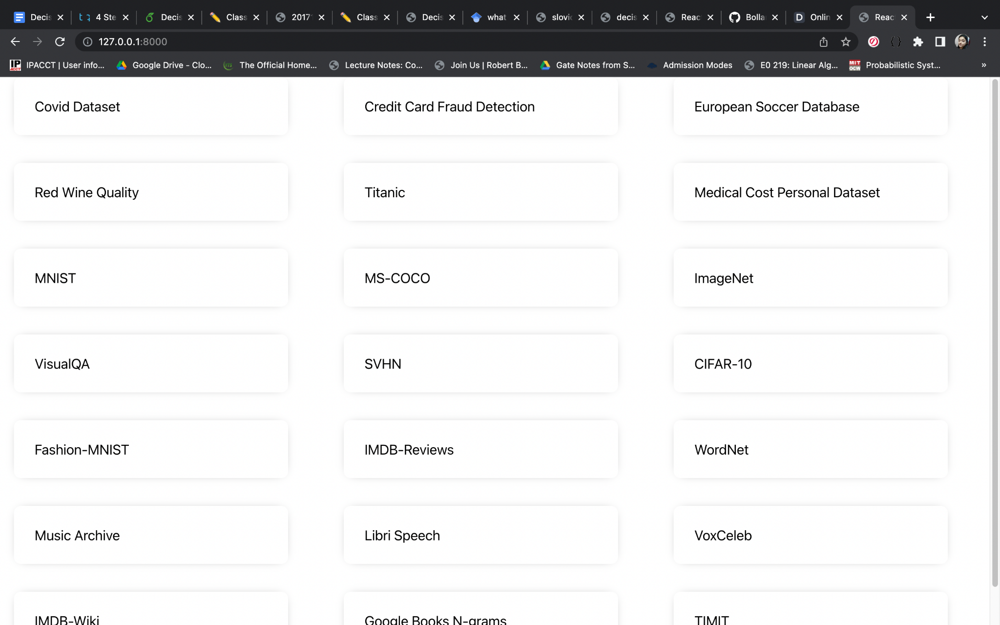 Decis 4 Ste Decis Class 2017 Class Decis what slovic decis Reac Bolla D Onlin Reac
127.0.0.1:8000
IP IPACCT | User info... Google Drive - Clo... The Official Home... Lecture Notes: Co... Join Us | Robert B... Gate Notes from S... Admission Modes E0 219: Linear Alg... MIT OCW Probabilistic Syst... »
Covid Dataset Credit Card Fraud Detection European Soccer Database
Red Wine Quality Titanic Medical Cost Personal Dataset
MNIST MS-COCO ImageNet
VisualQA SVHN CIFAR-10
Fashion-MNIST IMDB-Reviews WordNet
Music Archive Libri Speech VoxCeleb
IMDB-Wiki Google Books N-grams TIMIT